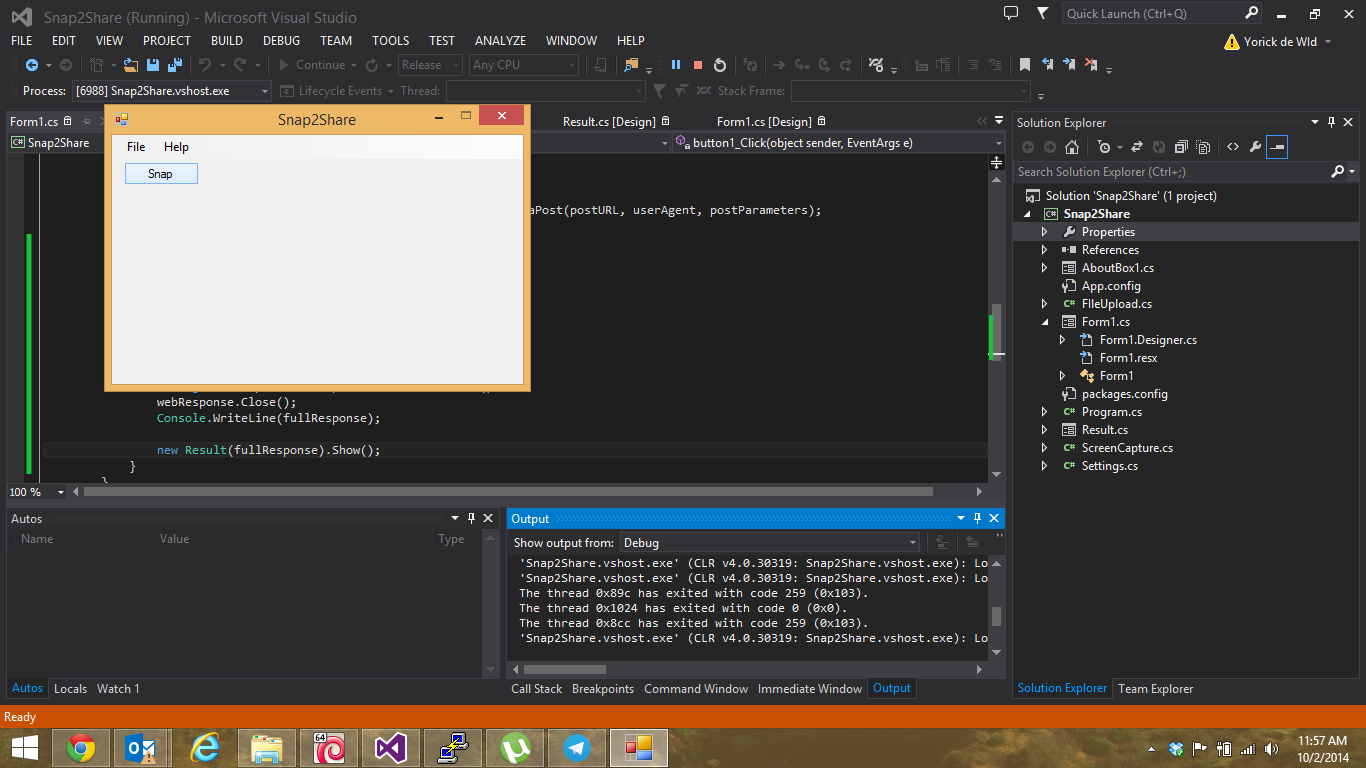 Snap2Share (Running) - Microsoft Visual Studio
Quick Launch (Ctrl+Q)
FILE EDIT VIEW PROJECT BUILD DEBUG TEAM TOOLS TEST ANALYZE WINDOW HELP
Yorick de Wld
Continue Release Any CPU
Process: [6988] Snap2Share.vshost.exe Lifecycle Events Thread: Stack Frame:
Form1.cs Result.cs [Design] Form1.cs [Design]
C# Snap2Share button1_Click(object sender, EventArgs e)
Snap2Share
File Help
Snap
aPost(postURL, userAgent, postParameters);
webResponse.Close();
Console.WriteLine(fullResponse);
new Result(fullResponse).Show();
}
}
100 %
Autos
Name Value Type
Autos Locals Watch 1
Output
Show output from: Debug
'Snap2Share.vshost.exe' (CLR v4.0.30319: Snap2Share.vshost.exe): Lo
'Snap2Share.vshost.exe' (CLR v4.0.30319: Snap2Share.vshost.exe): Lo
The thread 0x89c has exited with code 259 (0x103).
The thread 0x1024 has exited with code 0 (0x0).
The thread 0x8cc has exited with code 259 (0x103).
'Snap2Share.vshost.exe' (CLR v4.0.30319: Snap2Share.vshost.exe): Lo
Call Stack Breakpoints Command Window Immediate Window Output
Solution Explorer
Search Solution Explorer (Ctrl+;)
Solution 'Snap2Share' (1 project)
C# Snap2Share
Properties
References
AboutBox1.cs
App.config
C# FIleUpload.cs
Form1.cs
Form1.Designer.cs
Form1.resx
Form1
packages.config
C# Program.cs
Result.cs
C# ScreenCapture.cs
C# Settings.cs
Solution Explorer Team Explorer
Ready
64
11:57 AM
10/2/2014